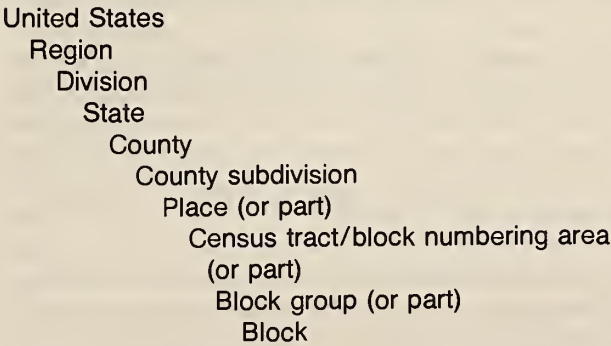 United States
Region
Division
State
County
County subdivision
Place (or part)
Census tract/block numbering area
(or part)
Block group (or part)
Block